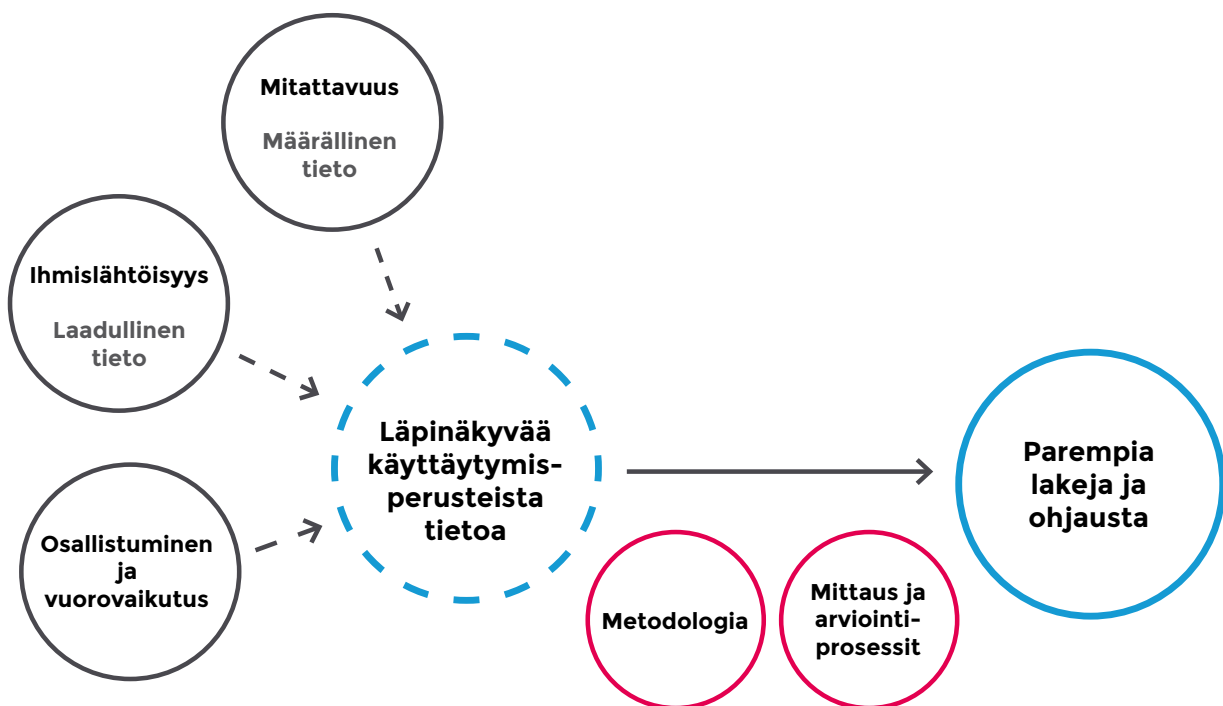 Mitattavuus
Määrällinen
tieto
Ihmislähtöisyys
Laadullinen
tieto
Osallistuminen
ja
vuorovaikutus
Läpinäkyvää
käyttäytymis-
perusteista
tietoa
Metodologia
Mittaus ja
arviointi-
prosessit
Parempia
lakeja ja
ohjausta